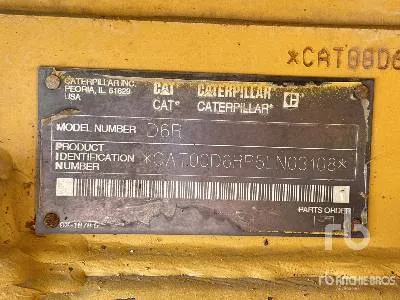 *CAT00D6
CATERPILLAR INC.
PEORIA, IL 61629
USA
CAT CATERPILLAR
CAT® CATERPILLAR®
MODEL NUMBER D6R
PRODUCT
IDENTIFICATION
NUMBER *CAT00D6RP5LN03108*
PARTS ORDER
rb
RITCHIE BROS